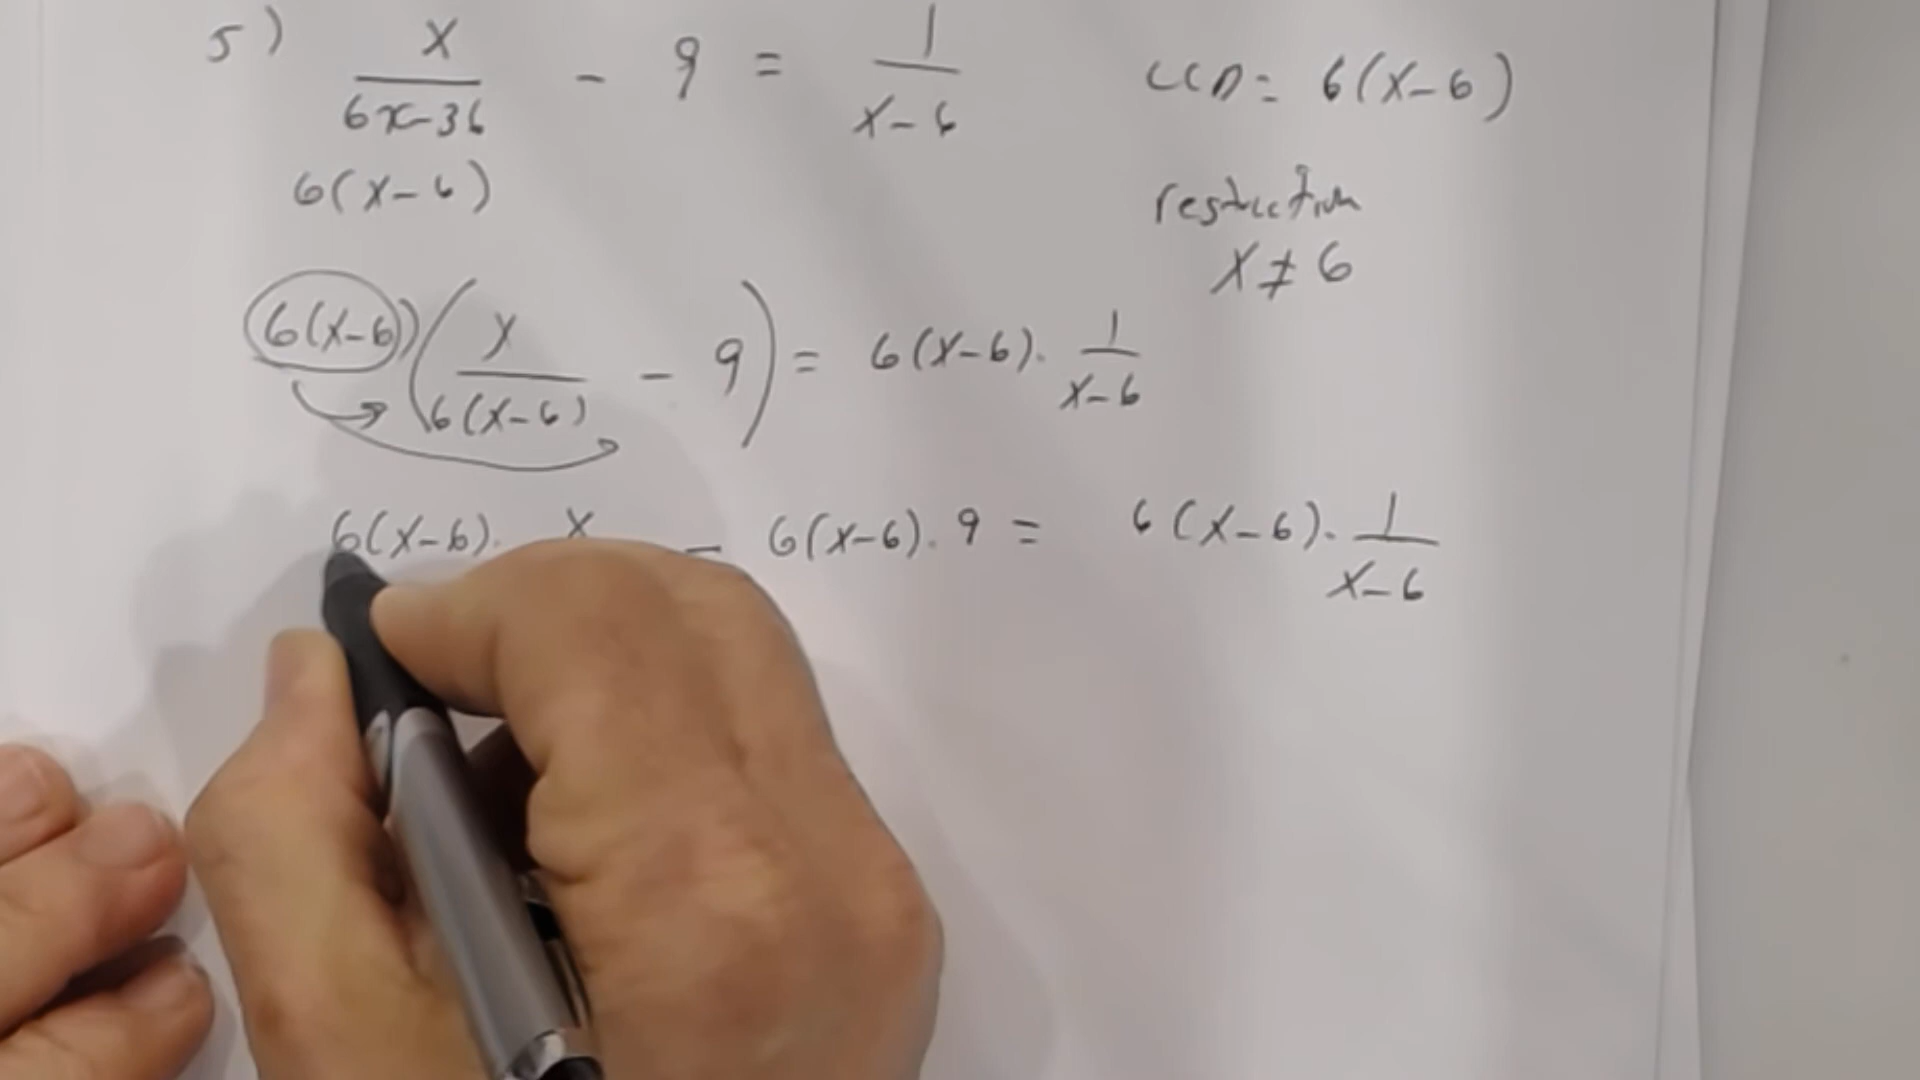 5) x/(6x-36) - 9 = 1/(x-6) LCD = 6(x-6)
6(x-6) restriction
x ≠ 6
6(x-6) (x/(6(x-6)) - 9) = 6(x-6) · 1/(x-6)
6(x-6) · x - 6(x-6) · 9 = 6(x-6) · 1/(x-6)